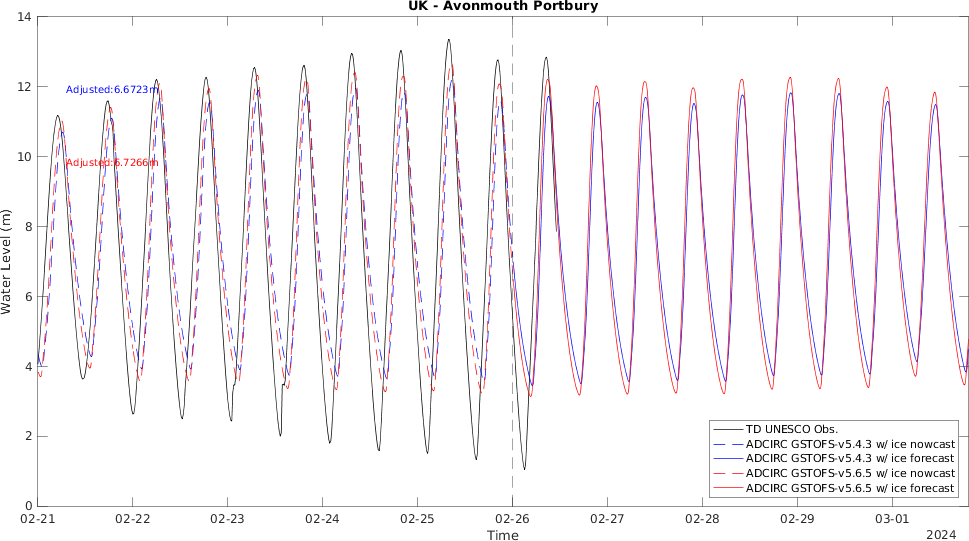 UK - Avonmouth Portbury
14
12
10
8
6
4
2
0
Water Level (m)
Adjusted:6.6723m
Adjusted:6.7266m
TD UNESCO Obs.
ADCIRC GSTOFS-v5.4.3 w/ ice nowcast
ADCIRC GSTOFS-v5.4.3 w/ ice forecast
ADCIRC GSTOFS-v5.6.5 w/ ice nowcast
ADCIRC GSTOFS-v5.6.5 w/ ice forecast
02-21 02-22 02-23 02-24 02-25 02-26 02-27 02-28 02-29 03-01
Time
2024